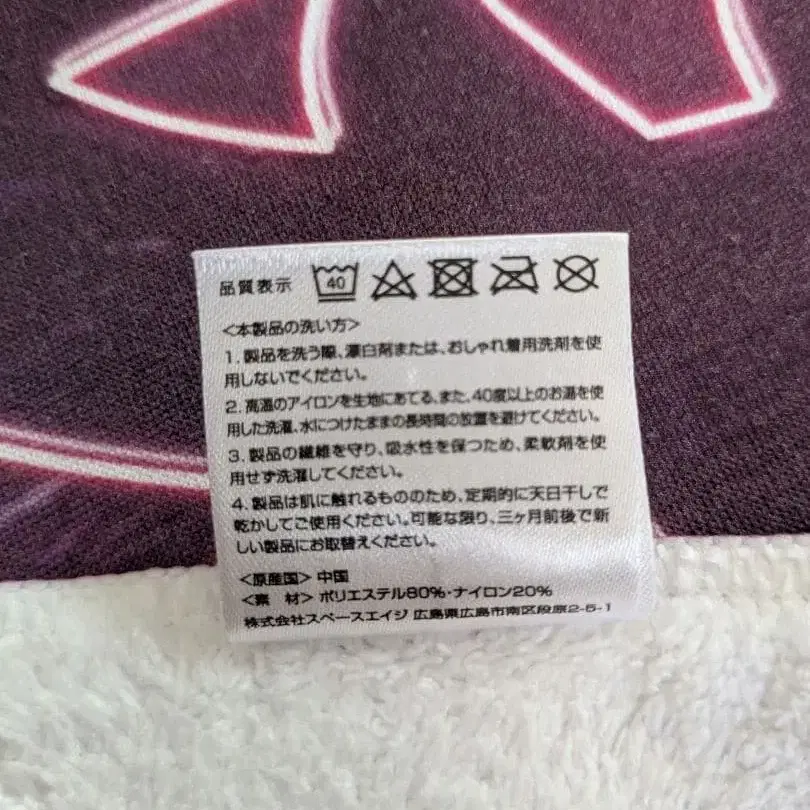 品質表示 40
<本製品の洗い方>
1. 製品を洗う際、漂白剤または、おしゃれ着用洗剤を使
用しないでください。
2. 高温のアイロンを生地にあてる、また、40度以上のお湯を使
用した洗濯、水につけたままの長時間の放置を避けてください。
3. 製品の繊維を守り、吸水性を保つため、柔軟剤を使
用せず洗濯してください。
4. 製品は肌に触れるもののため、定期的に天日干しで
乾かしてご使用ください。可能な限り、三ヶ月前後で新
しい製品にお取替えください。
<原産国> 中国
<素 材> ポリエステル80%・ナイロン20%
株式会社スペースエイジ 広島県広島市南区段原2-5-1